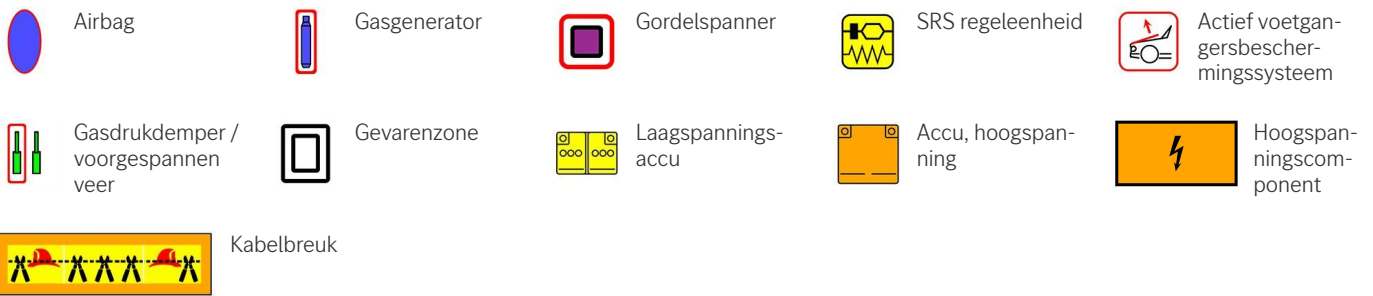 Airbag
Gasgenerator
Gordelspanner
SRS regeleenheid
Actief voetgan-
gersbescher-
mingssysteem
Gasdrukdemper /
voorgespannen
veer
Gevarenzone
Laagspannings-
accu
Accu, hoogspan-
ning
Hoogspan-
ningscom-
ponent
Kabelbreuk